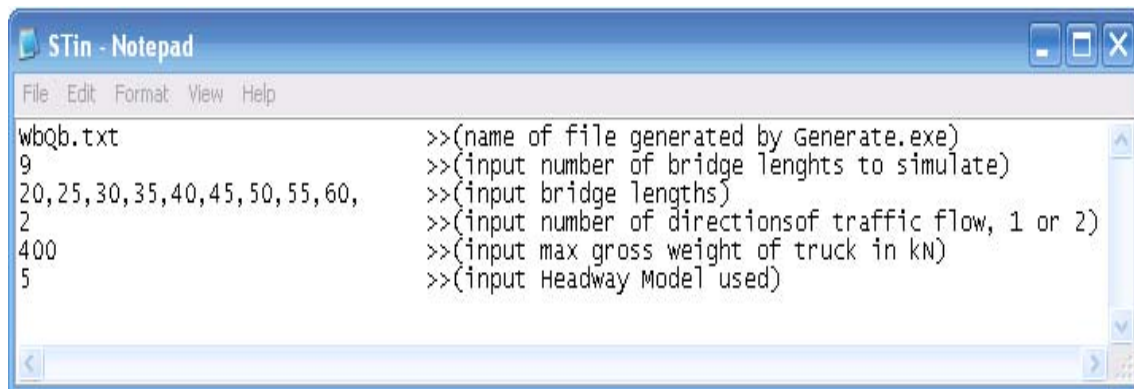 STin - Notepad
File Edit Format View Help
wbQb.txt >>(name of file generated by Generate.exe)
9 >>(input number of bridge lenghts to simulate)
20,25,30,35,40,45,50,55,60, >>(input bridge lengths)
2 >>(input number of directionsof traffic flow, 1 or 2)
400 >>(input max gross weight of truck in kN)
5 >>(input Headway Model used)